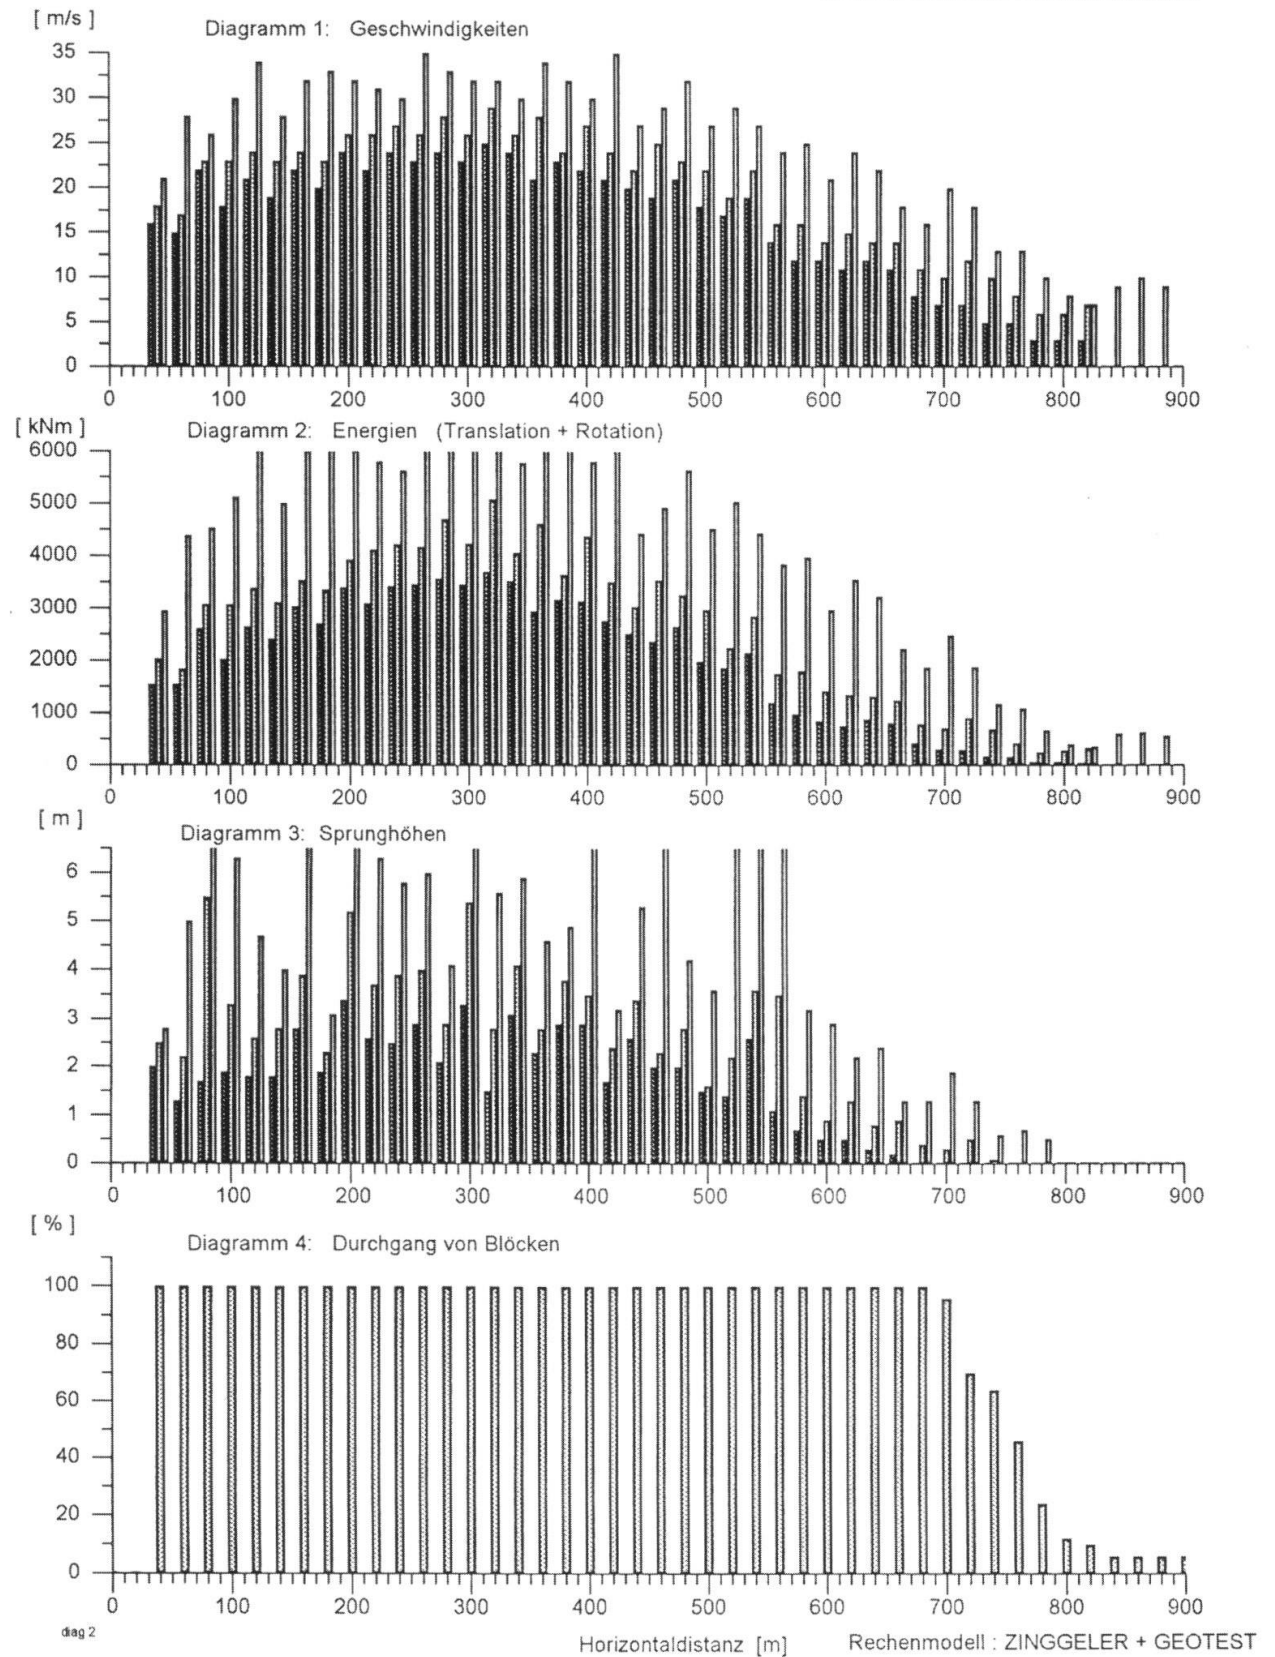 [ m/s ]
Diagramm 1: Geschwindigkeiten
35
30
25
20
15
10
5
0
0 100 200 300 400 500 600 700 800 900
[ kNm ]
Diagramm 2: Energien (Translation + Rotation)
6000
5000
4000
3000
2000
1000
0
0 100 200 300 400 500 600 700 800 900
[ m ]
Diagramm 3: Sprunghöhen
6
5
4
3
2
1
0
0 100 200 300 400 500 600 700 800 900
[ % ]
Diagramm 4: Durchgang von Blöcken
100
80
60
40
20
0
0 100 200 300 400 500 600 700 800 900
diag 2
Horizontaldistanz [m]
Rechenmodell : ZINGGELER + GEOTEST